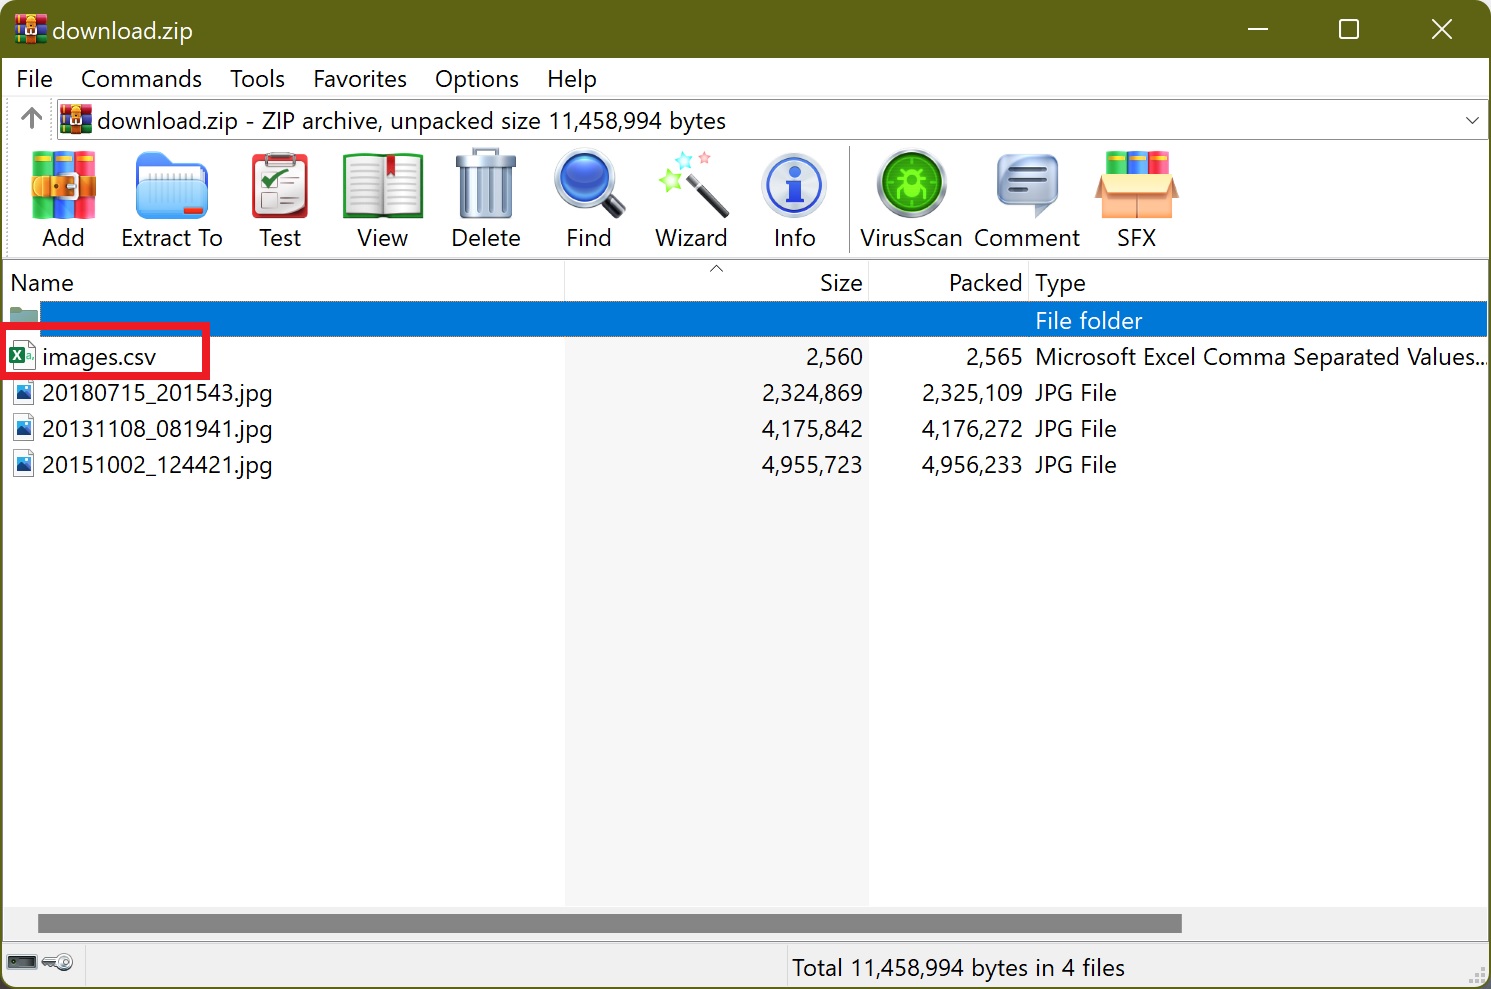 download.zip
File Commands Tools Favorites Options Help
download.zip - ZIP archive, unpacked size 11,458,994 bytes
Add Extract To Test View Delete Find Wizard Info VirusScan Comment SFX
Name Size Packed Type
File folder
images.csv 2,560 2,565 Microsoft Excel Comma Separated Values...
20180715_201543.jpg 2,324,869 2,325,109 JPG File
20131108_081941.jpg 4,175,842 4,176,272 JPG File
20151002_124421.jpg 4,955,723 4,956,233 JPG File
Total 11,458,994 bytes in 4 files